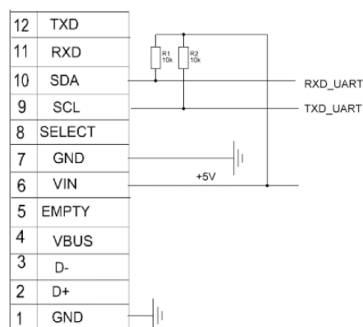 12 TXD
11 RXD
R1
10k
R2
10k
10 SDA
RXD_UART
9 SCL
TXD_UART
8 SELECT
7 GND
+5V
6 VIN
5 EMPTY
4 VBUS
3 D-
2 D+
1 GND